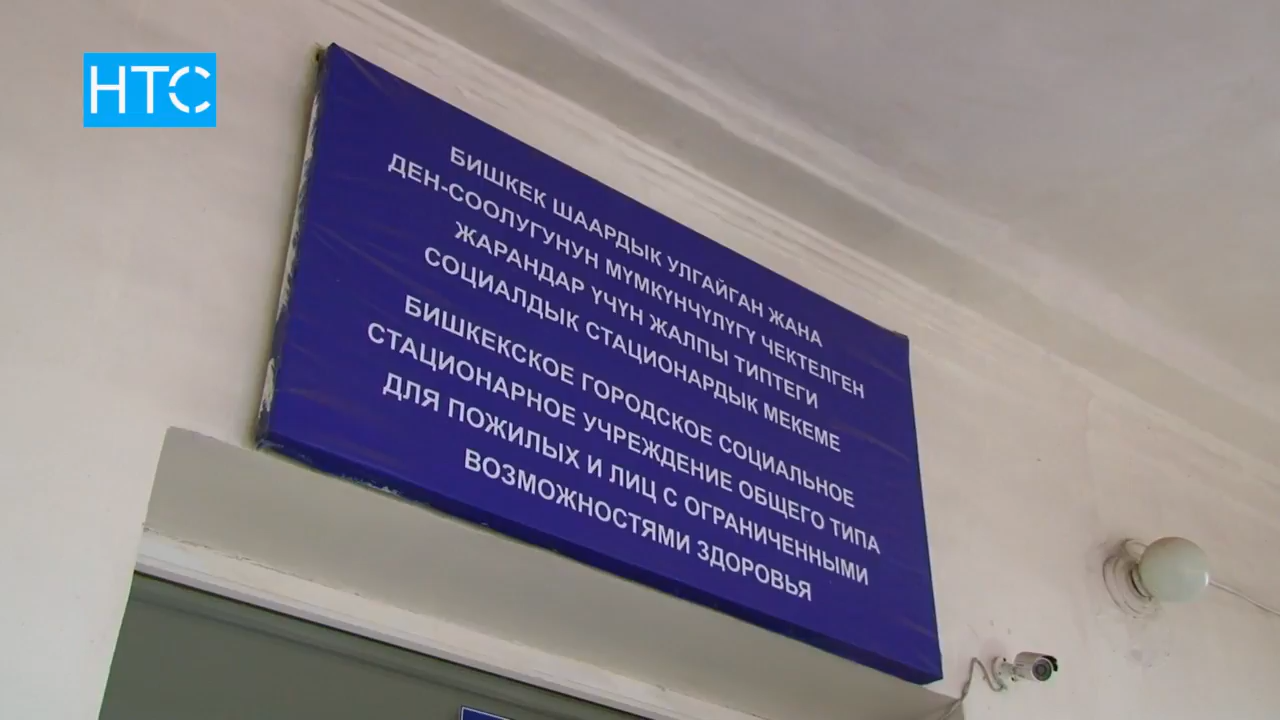 НТС
БИШКЕК ШААРДЫК УЛГАЙГАН ЖАНА
ДЕН-СООЛУГУНУН МҮМКҮНЧҮЛҮГҮ ЧЕКТЕЛГЕН
ЖАРАНДАР ҮЧҮН ЖАЛПЫ ТИПТЕГИ
СОЦИАЛДЫК СТАЦИОНАРДЫК МЕКЕМЕ
БИШКЕКСКОЕ ГОРОДСКОЕ СОЦИАЛЬНОЕ
СТАЦИОНАРНОЕ УЧРЕЖДЕНИЕ ОБЩЕГО ТИПА
ДЛЯ ПОЖИЛЫХ И ЛИЦ С ОГРАНИЧЕННЫМИ
ВОЗМОЖНОСТЯМИ ЗДОРОВЬЯ